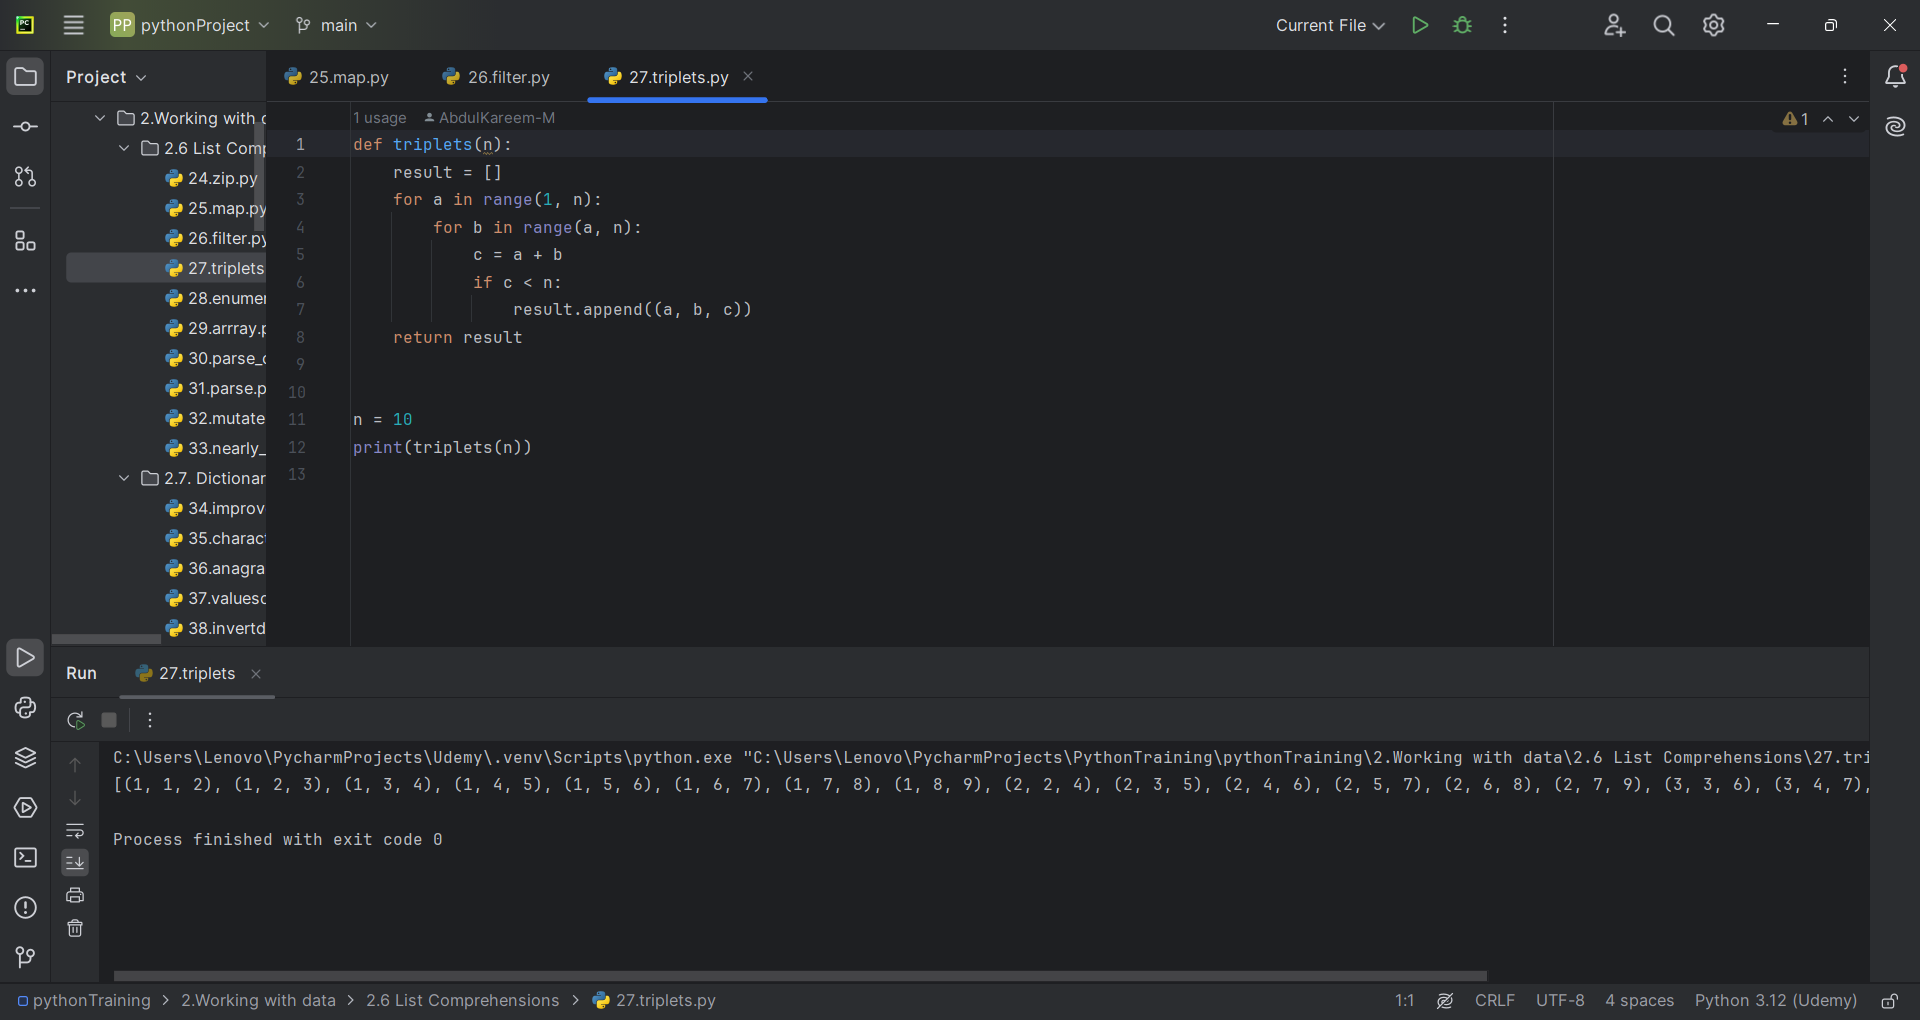 PC
PP pythonProject
main
Current File
Project
25.map.py
26.filter.py
27.triplets.py
2.Working with d
2.6 List Comp
24.zip.py
25.map.py
26.filter.py
27.triplets
28.enumer
29.arrray.p
30.parse_c
31.parse.p
32.mutate
33.nearly_
2.7. Dictionar
34.improv
35.charact
36.anagra
37.valuesc
38.invertd
1 usage AbdulKareem-M
1
1 def triplets(n):
2 result = []
3 for a in range(1, n):
4 for b in range(a, n):
5 c = a + b
6 if c < n:
7 result.append((a, b, c))
8 return result
9
10
11 n = 10
12 print(triplets(n))
13
Run
27.triplets
C:\Users\Lenovo\PycharmProjects\Udemy\.venv\Scripts\python.exe "C:\Users\Lenovo\PycharmProjects\PythonTraining\pythonTraining\2.Working with data\2.6 List Comprehensions\27.tri
[(1, 1, 2), (1, 2, 3), (1, 3, 4), (1, 4, 5), (1, 5, 6), (1, 6, 7), (1, 7, 8), (1, 8, 9), (2, 2, 4), (2, 3, 5), (2, 4, 6), (2, 5, 7), (2, 6, 8), (2, 7, 9), (3, 3, 6), (3, 4, 7),
Process finished with exit code 0
pythonTraining > 2.Working with data > 2.6 List Comprehensions > 27.triplets.py
1:1 CRLF UTF-8 4 spaces Python 3.12 (Udemy)